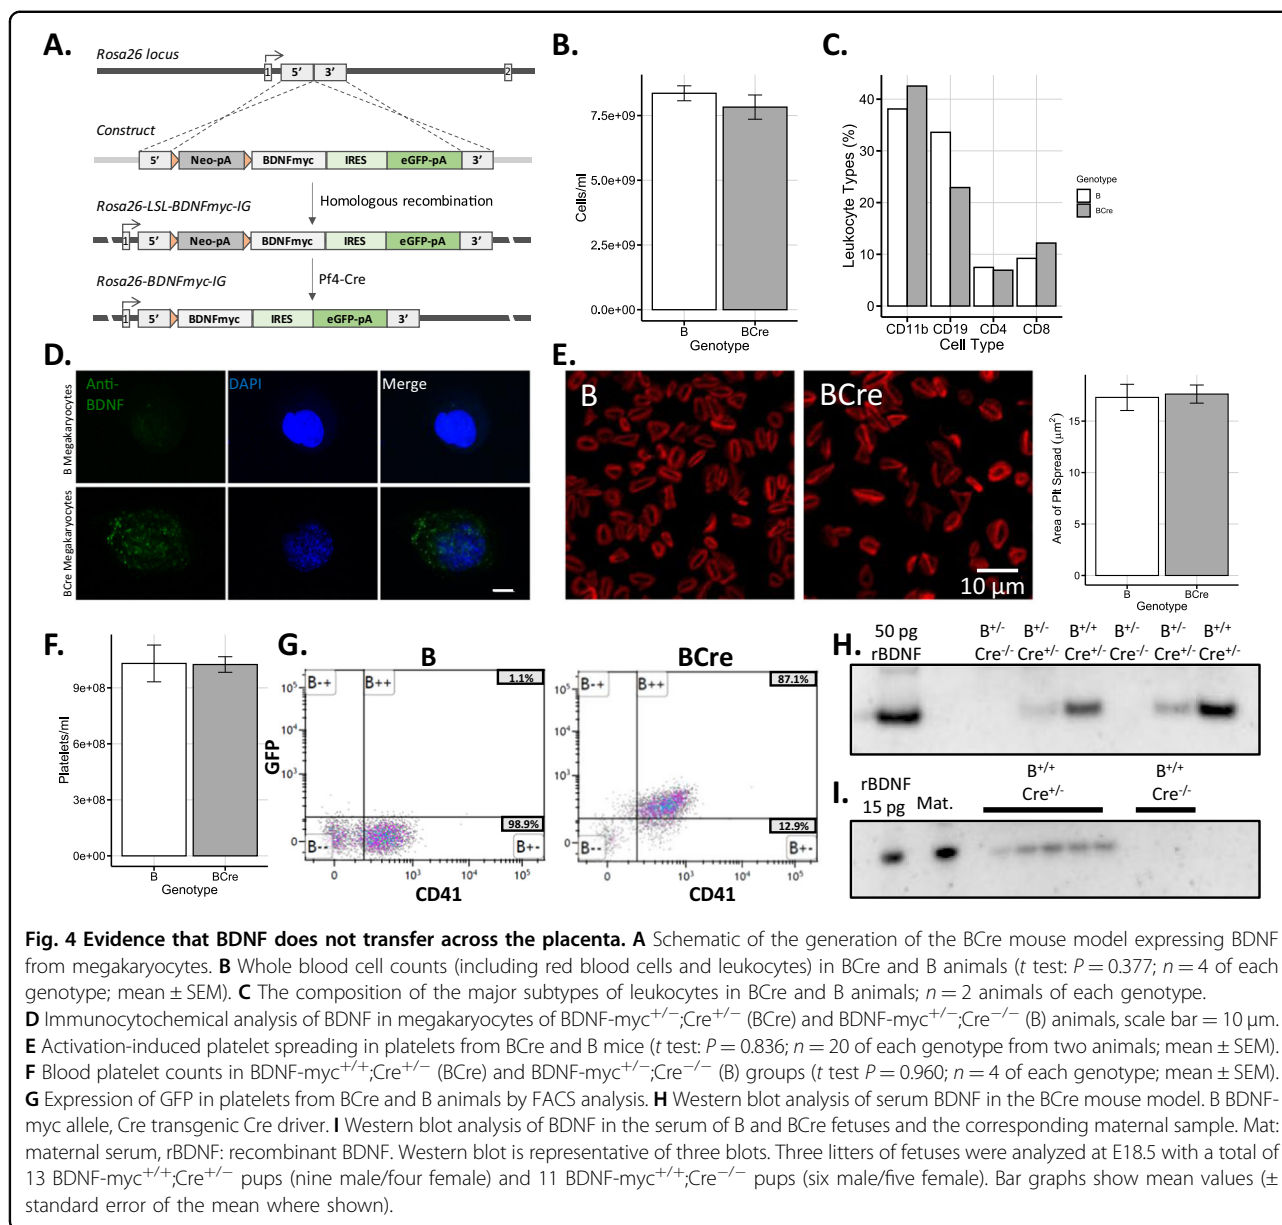 A.
Rosa26 locus
1
5’ 3’
2
Construct
5’ Neo-pA BDNFmyc IRES eGFP-pA 3’
Homologous recombination
Rosa26-LSL-BDNFmyc-IG
1 5’ Neo-pA BDNFmyc IRES eGFP-pA 3’
Rosa26-BDNFmyc-IG
Pf4-Cre
1 5’ BDNFmyc IRES eGFP-pA 3’
B.
Cells/ml
7.5e+09
5.0e+09
2.5e+09
0.0e+00
B BCre
Genotype
C.
Leukocyte Types (%)
40
30
20
10
0
CD11b CD19 CD4 CD8
Cell Type
Genotype
B
BCre
D.
B Megakaryocytes
BCre Megakaryocytes
Anti-
BDNF
DAPI
Merge
E.
B
BCre
10 µm
Area of Plt Spread (µm²)
15
10
5
0
B BCre
Genotype
F.
Platelets/ml
9e+08
6e+08
3e+08
0e+00
B BCre
Genotype
G.
B
GFP
B-+ B++ 1.1%
10⁵
10⁴
10³
0
98.9%
B-- B+-
0 10³ 10⁴ 10⁵
CD41
BCre
B-+ B++ 87.1%
10⁵
10⁴
10³
0
12.9%
B-- B+-
0 10³ 10⁴ 10⁵
CD41
H.
50 pg
rBDNF
B+/- B+/- B+/+ B+/- B+/- B+/+
Cre-/- Cre+/- Cre+/- Cre-/- Cre+/- Cre+/-
I.
rBDNF
15 pg
Mat.
B+/+
Cre+/-
B+/+
Cre-/-
Fig. 4 Evidence that BDNF does not transfer across the placenta. A Schematic of the generation of the BCre mouse model expressing BDNF
from megakaryocytes. B Whole blood cell counts (including red blood cells and leukocytes) in BCre and B animals (t test: P = 0.377; n = 4 of each
genotype; mean ± SEM). C The composition of the major subtypes of leukocytes in BCre and B animals; n = 2 animals of each genotype.
D Immunocytochemical analysis of BDNF in megakaryocytes of BDNF-myc+/−;Cre+/− (BCre) and BDNF-myc+/−;Cre−/− (B) animals, scale bar = 10 µm.
E Activation-induced platelet spreading in platelets from BCre and B mice (t test: P = 0.836; n = 20 of each genotype from two animals; mean ± SEM).
F Blood platelet counts in BDNF-myc+/+;Cre+/− (BCre) and BDNF-myc+/−;Cre−/− (B) groups (t test P = 0.960; n = 4 of each genotype; mean ± SEM).
G Expression of GFP in platelets from BCre and B animals by FACS analysis. H Western blot analysis of serum BDNF in the BCre mouse model. B BDNF-
myc allele, Cre transgenic Cre driver. I Western blot analysis of BDNF in the serum of B and BCre fetuses and the corresponding maternal sample. Mat:
maternal serum, rBDNF: recombinant BDNF. Western blot is representative of three blots. Three litters of fetuses were analyzed at E18.5 with a total of
13 BDNF-myc+/+;Cre+/− pups (nine male/four female) and 11 BDNF-myc+/+;Cre−/− pups (six male/five female). Bar graphs show mean values (±
standard error of the mean where shown).